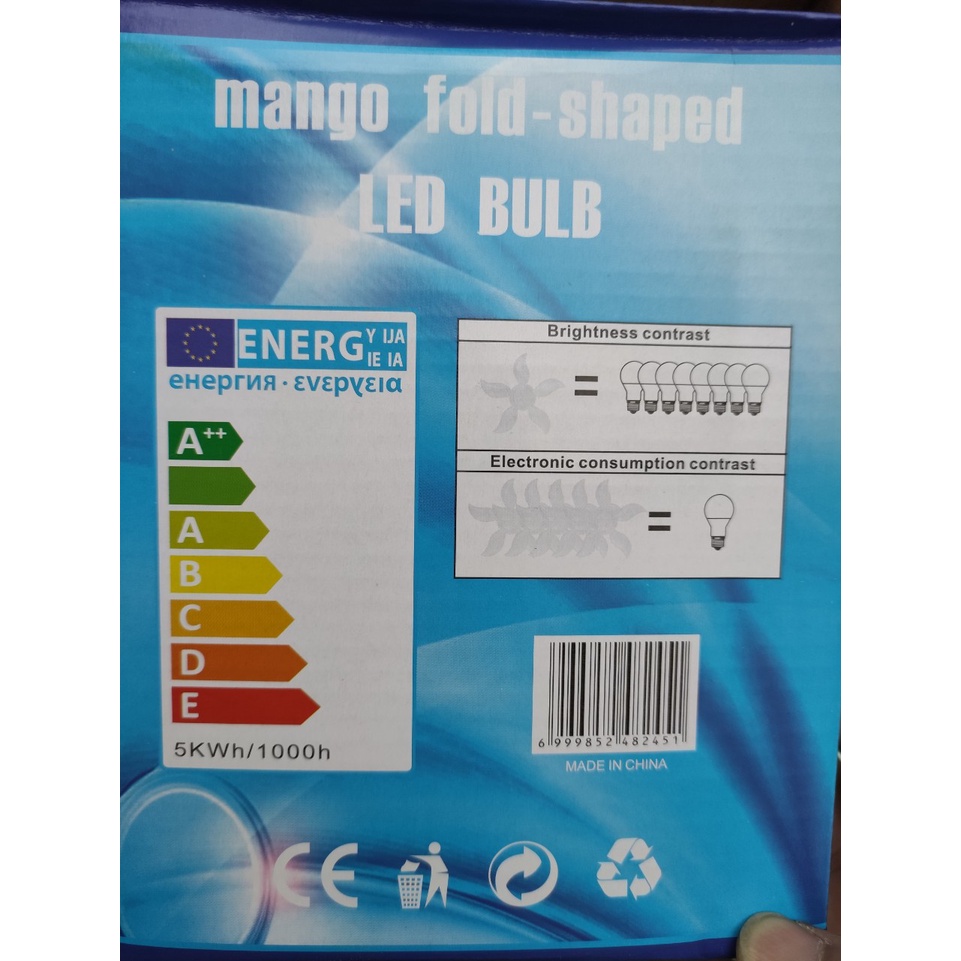 mango fold-shaped
LED BULB
ENERG Y IJA
IE IA
енергия · ενεργεια
A++
A
B
C
D
E
5KWh/1000h
Brightness contrast
=
Electronic consumption contrast
=
6 999852 482451
MADE IN CHINA
CE